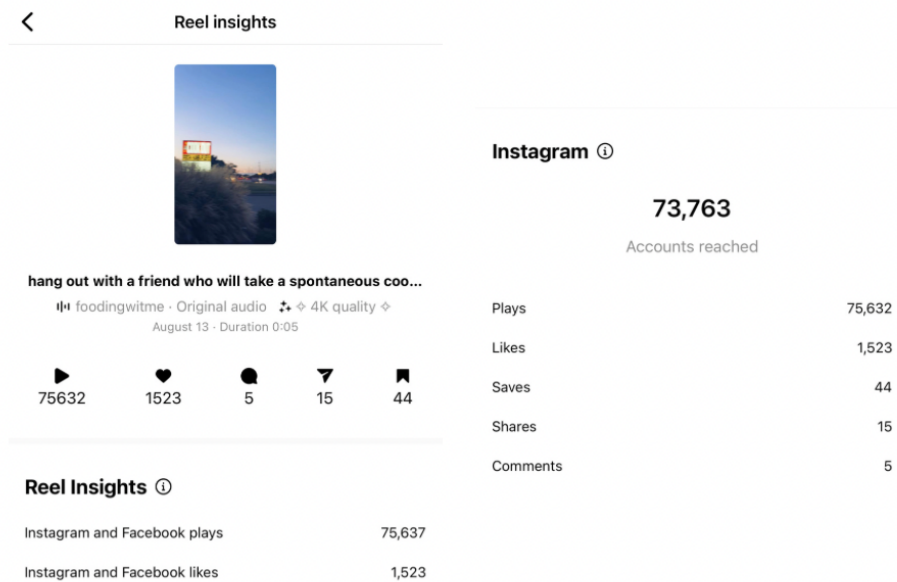 Reel insights
hang out with a friend who will take a spontaneous coo...
foodingwitme · Original audio ✧ 4K quality ✧
August 13 · Duration 0:05
75632 1523 5 15 44
Reel Insights
Instagram and Facebook plays 75,637
Instagram and Facebook likes 1,523
Instagram
73,763
Accounts reached
Plays 75,632
Likes 1,523
Saves 44
Shares 15
Comments 5